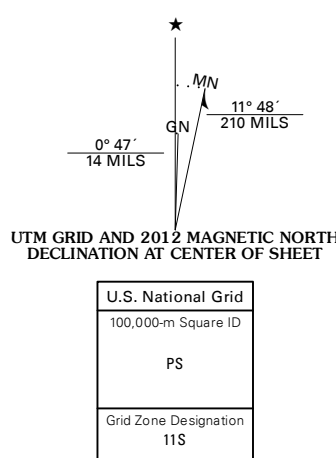 ★
MN
GN
11° 48´
210 MILS
0° 47´
14 MILS
UTM GRID AND 2012 MAGNETIC NORTH
DECLINATION AT CENTER OF SHEET
U.S. National Grid
100,000-m Square ID
PS
Grid Zone Designation
11S